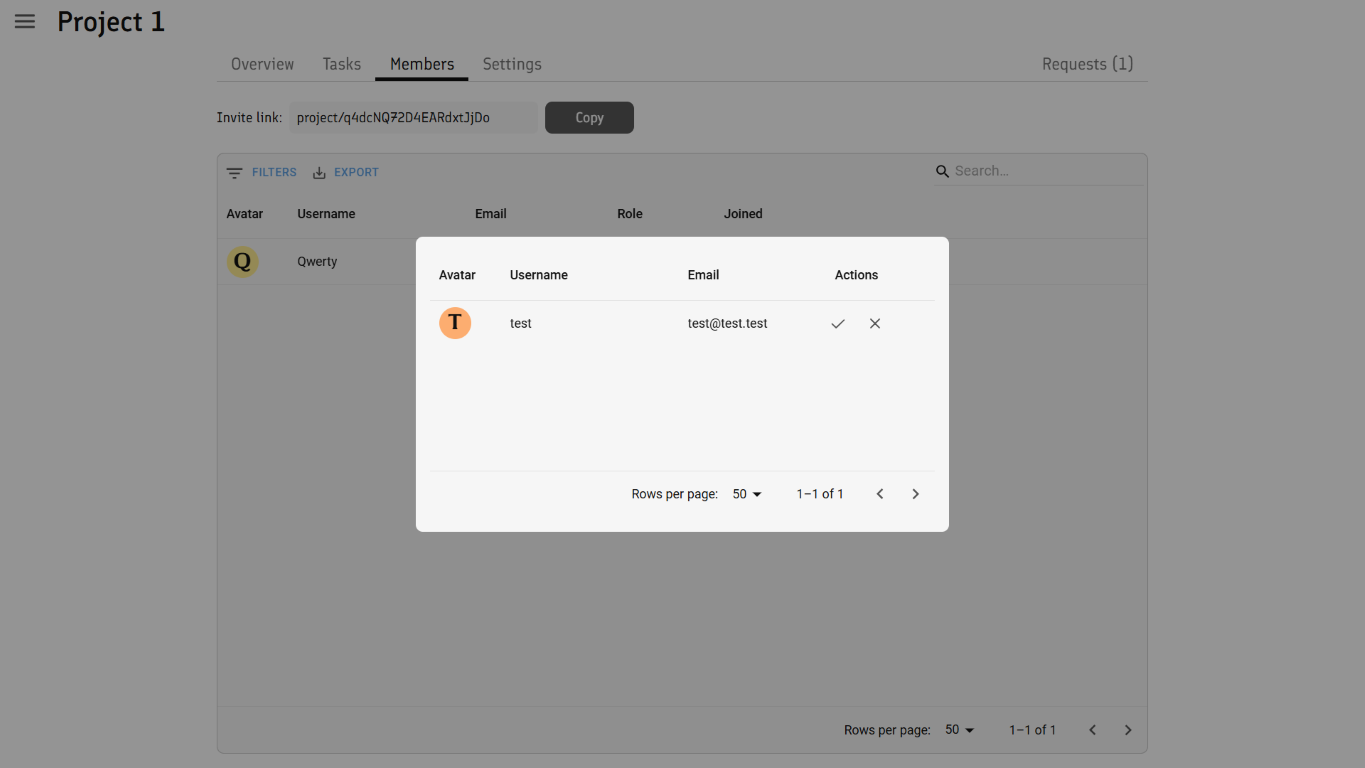 Project 1
Overview Tasks Members Settings Requests (1)
Invite link: project/q4dcNQ72D4EARdxtJjDo Copy
FILTERS EXPORT Search...
Avatar Username Email Role Joined
Q Qwerty
Avatar Username Email Actions
T test test@test.test
Rows per page: 50 1–1 of 1
Rows per page: 50 1–1 of 1